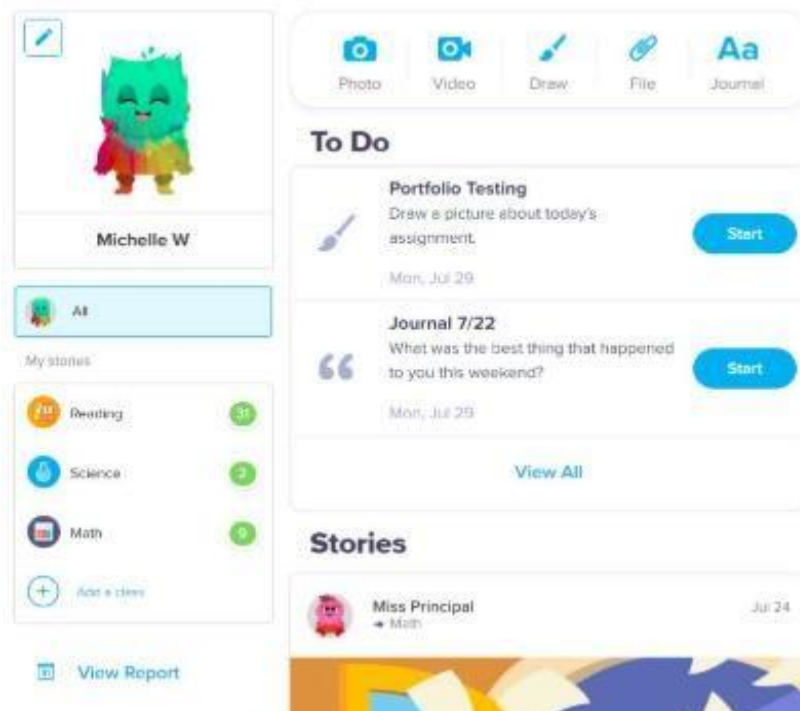 Michelle W
All
My stories
Reading 31
Science 2
Math 9
Add a class
View Report
Photo Video Draw File Journal
Aa
To Do
Portfolio Testing
Draw a picture about today's
assignment.
Mon, Jul 29
Start
Journal 7/22
What was the best thing that happened
to you this weekend?
Mon, Jul 29
Start
View All
Stories
Miss Principal
Math
Jul 24